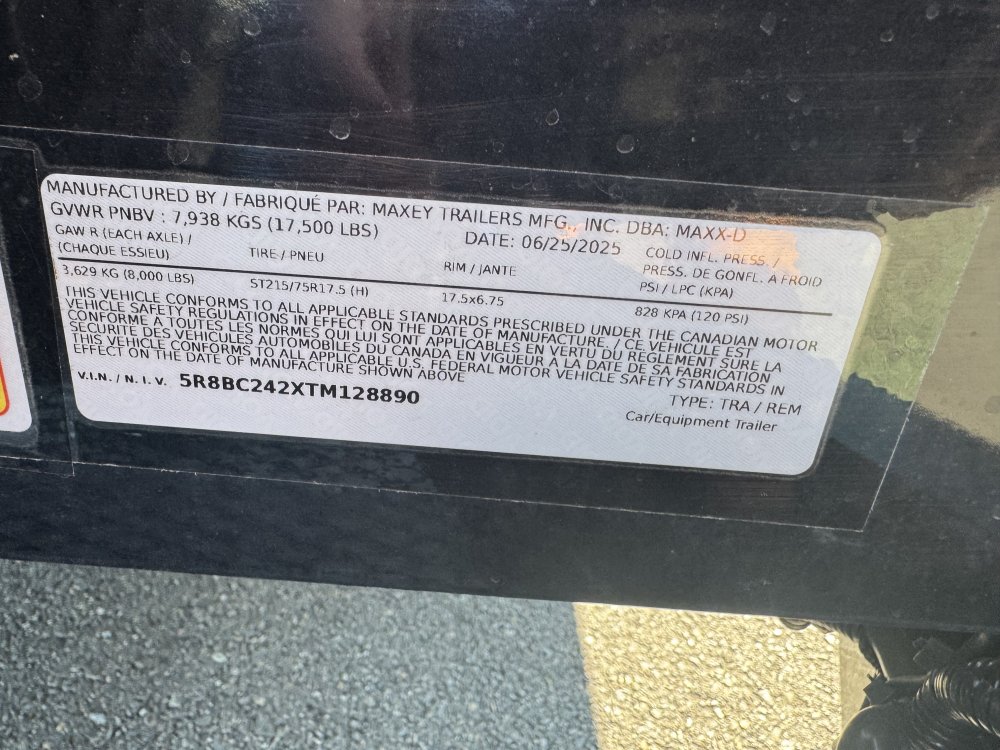 MANUFACTURED BY / FABRIQUÉ PAR: MAXEY TRAILERS MFG., INC. DBA: MAXX-D
GVWR PNBV : 7,938 KGS (17,500 LBS) DATE: 06/25/2025
GAW R (EACH AXLE) / (CHAQUE ESSIEU) TIRE / PNEU RIM / JANTE COLD INFL. PRESS. / PRESS. DE GONFL. A FROID PSI / LPC (KPA)
3,629 KG (8,000 LBS) ST215/75R17.5 (H) 17.5x6.75 828 KPA (120 PSI)
THIS VEHICLE CONFORMS TO ALL APPLICABLE STANDARDS PRESCRIBED UNDER THE CANADIAN MOTOR
VEHICLE SAFETY REGULATIONS IN EFFECT ON THE DATE OF MANUFACTURE. / CE VEHICULE EST
CONFORME A TOUTES LES NORMES QUI LUI SONT APPLICABLES EN VERTU DU REGLEMENT SURE LA
SECURITE DES VEHICULES AUTOMOBILES DU CANADA EN VIGUEUR A LA DATE DE SA FABRICATION
THIS VEHICLE CONFORMS TO ALL APPLICABLE U.S. FEDERAL MOTOR VEHICLE SAFETY STANDARDS IN
EFFECT ON THE DATE OF MANUFACTURE SHOWN ABOVE
V.I.N. / N. I. V. 5R8BC242XTM128890 TYPE: TRA / REM
Car/Equipment Trailer